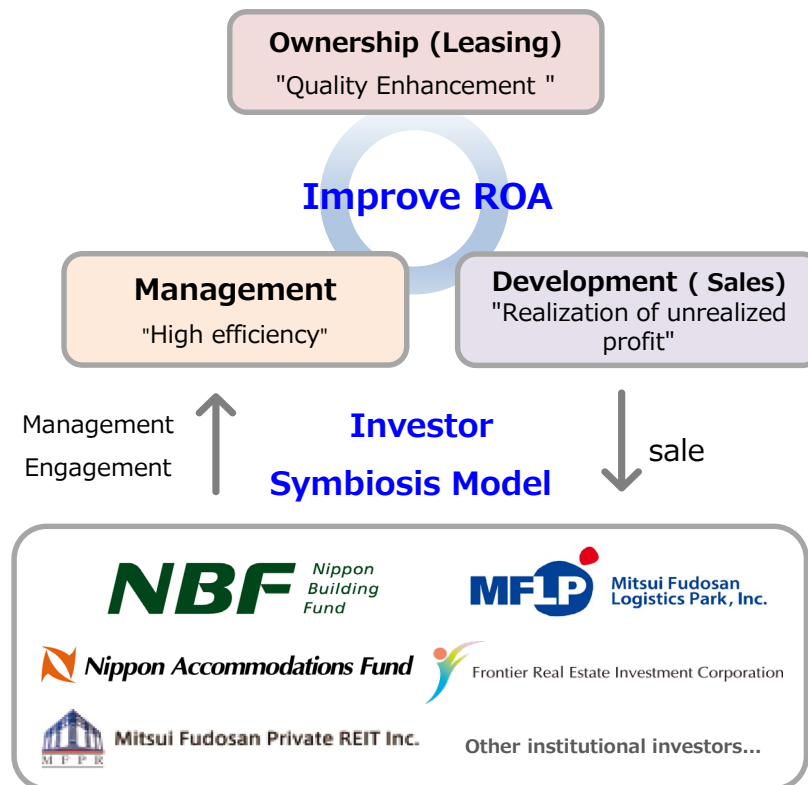 Ownership (Leasing)
"Quality Enhancement "
Improve ROA
Management
"High efficiency"
Development ( Sales)
"Realization of unrealized
profit"
Management
Engagement
Investor
Symbiosis Model
sale
NBF
Nippon
Building
Fund
MFLP
Mitsui Fudosan
Logistics Park, Inc.
Nippon Accommodations Fund
Frontier Real Estate Investment Corporation
MFPR
Mitsui Fudosan Private REIT Inc.
Other institutional investors...